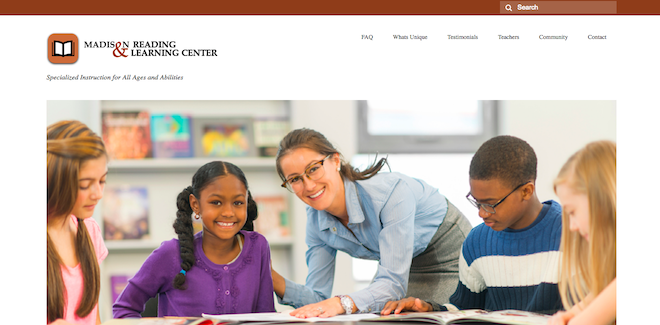 Search
FAQ Whats Unique Testimonials Teachers Community Contact
MADISON READING
& LEARNING CENTER
Specialized Instruction for All Ages and Abilities